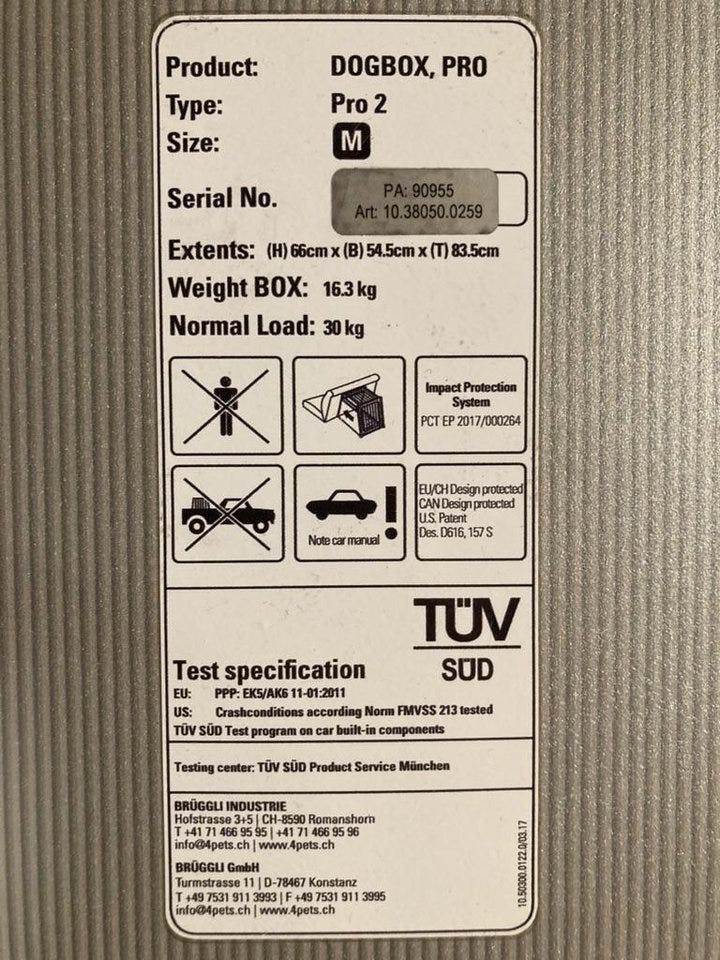 Product: DOGBOX, PRO
Type: Pro 2
Size: M
Serial No. PA: 90955
Art: 10.38050.0259
Extents: (H) 66cm x (B) 54.5cm x (T) 83.5cm
Weight BOX: 16.3 kg
Normal Load: 30 kg
Impact Protection
System
PCT EP 2017/000264
Note car manual !
EU/CH Design protected
CAN Design protected
U.S. Patent
Des. D616, 157 S
TÜV
SÜD
Test specification
EU: PPP: EK5/AK6 11-01:2011
US: Crashconditions according Norm FMVSS 213 tested
TÜV SÜD Test program on car built-in components
Testing center: TÜV SÜD Product Service München
BRÜGGLI INDUSTRIE
Hofstrasse 3+5 | CH-8590 Romanshorn
T +41 71 466 95 95 | +41 71 466 95 96
info@4pets.ch | www.4pets.ch
BRÜGGLI GmbH
Turmstrasse 11 | D-78467 Konstanz
T +49 7531 911 3993 | F +49 7531 911 3995
info@4pets.ch | www.4pets.ch
10.50300.0122.0/03.17